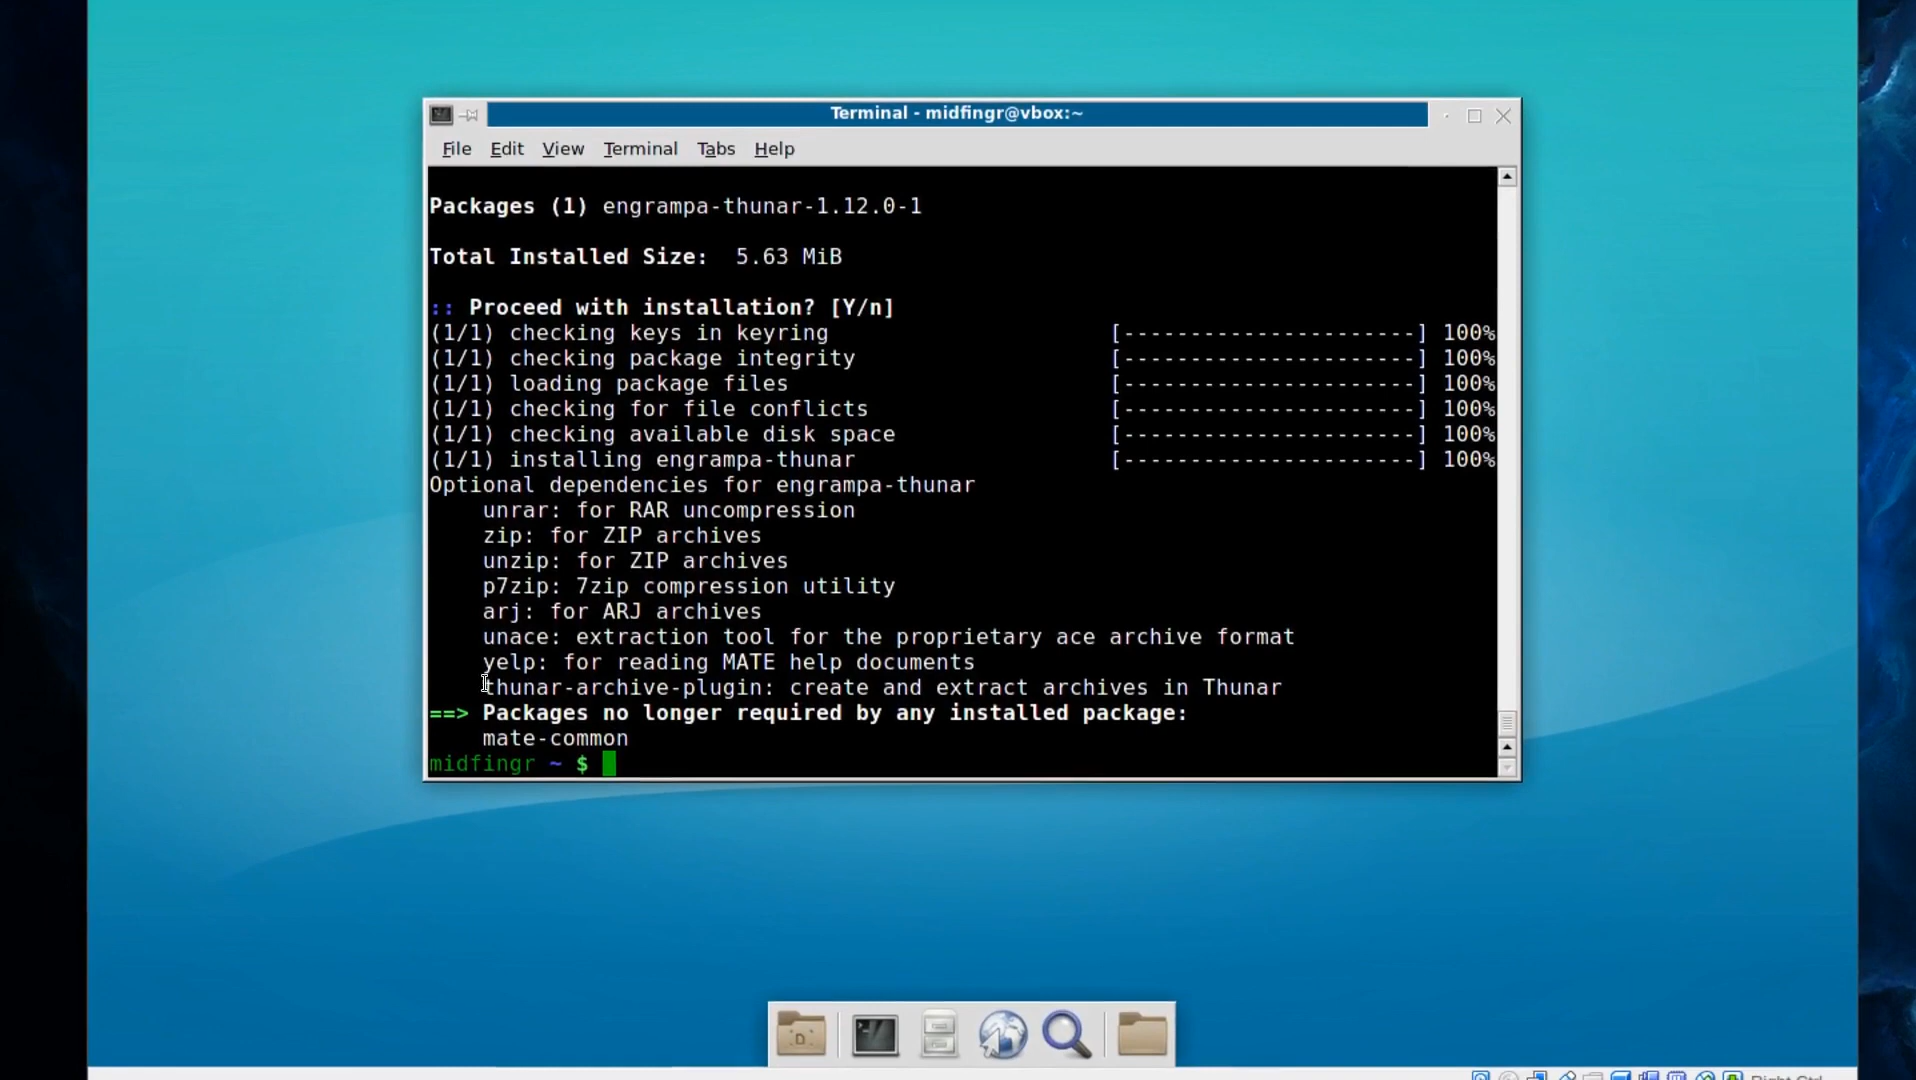 Terminal - midfingr@vbox:~
File Edit View Terminal Tabs Help
Packages (1) engrampa-thunar-1.12.0-1
Total Installed Size:  5.63 MiB
:: Proceed with installation? [Y/n]
(1/1) checking keys in keyring [----------------------] 100%
(1/1) checking package integrity [----------------------] 100%
(1/1) loading package files [----------------------] 100%
(1/1) checking for file conflicts [----------------------] 100%
(1/1) checking available disk space [----------------------] 100%
(1/1) installing engrampa-thunar [----------------------] 100%
Optional dependencies for engrampa-thunar
unrar: for RAR uncompression
zip: for ZIP archives
unzip: for ZIP archives
p7zip: 7zip compression utility
arj: for ARJ archives
unace: extraction tool for the proprietary ace archive format
yelp: for reading MATE help documents
thunar-archive-plugin: create and extract archives in Thunar
==> Packages no longer required by any installed package:
mate-common
midfingr ~ $
D
Right Ctrl